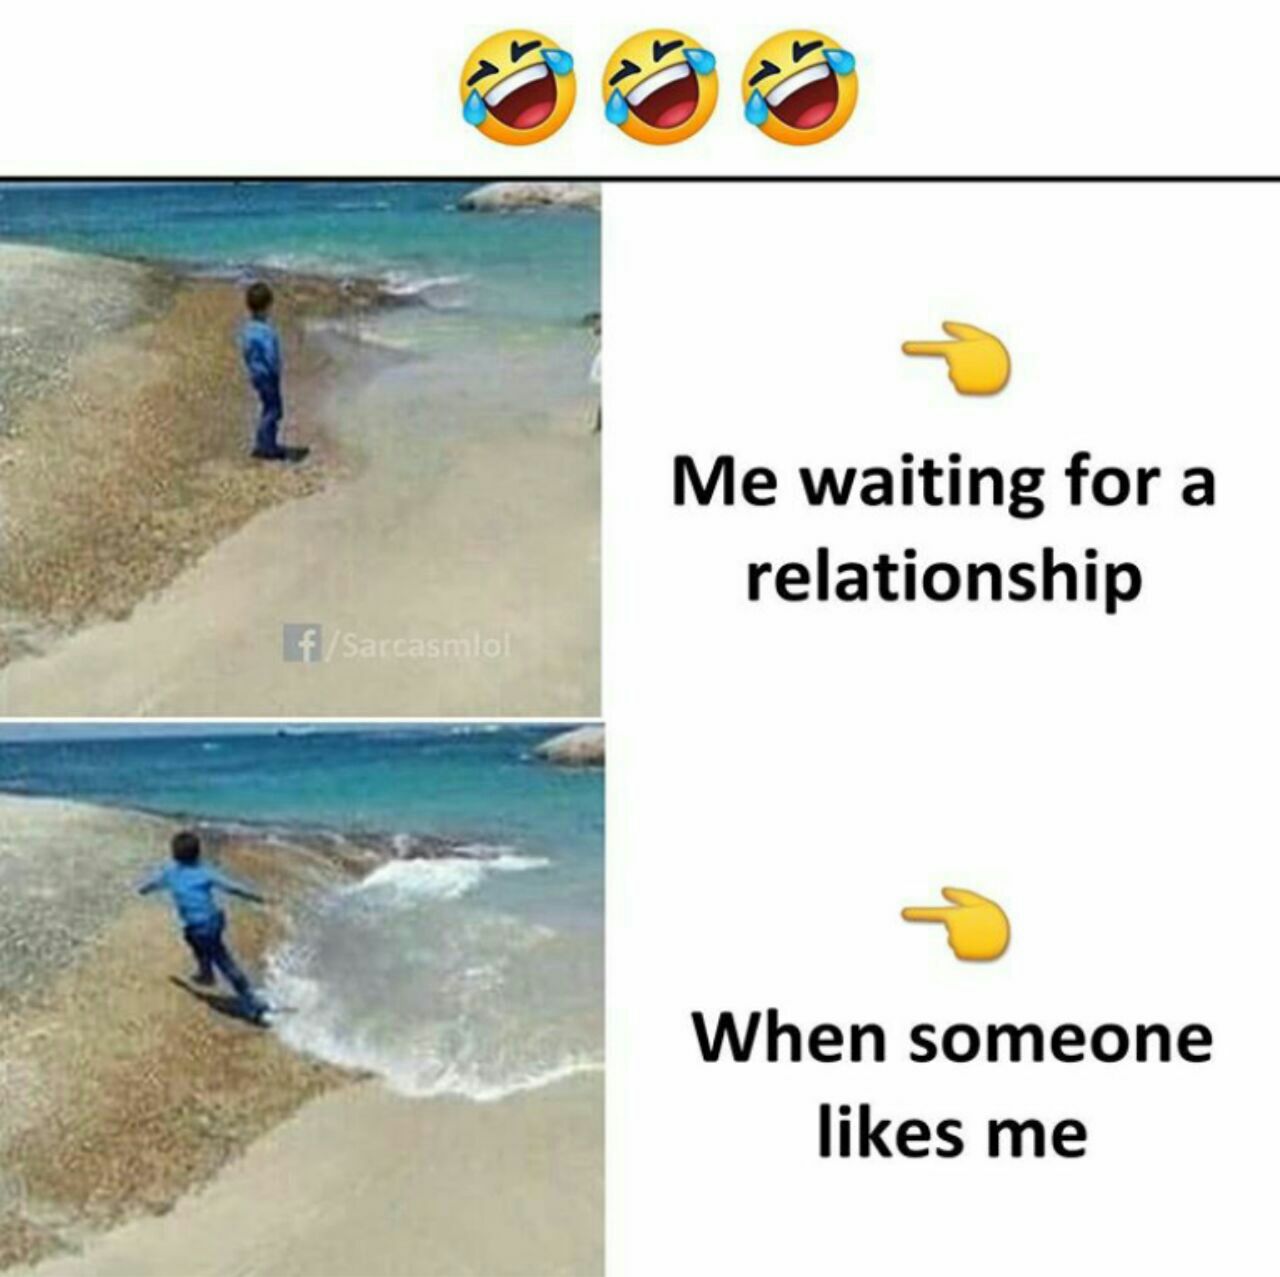 Me waiting for a
relationship
f/Sarcasmlol
When someone
likes me